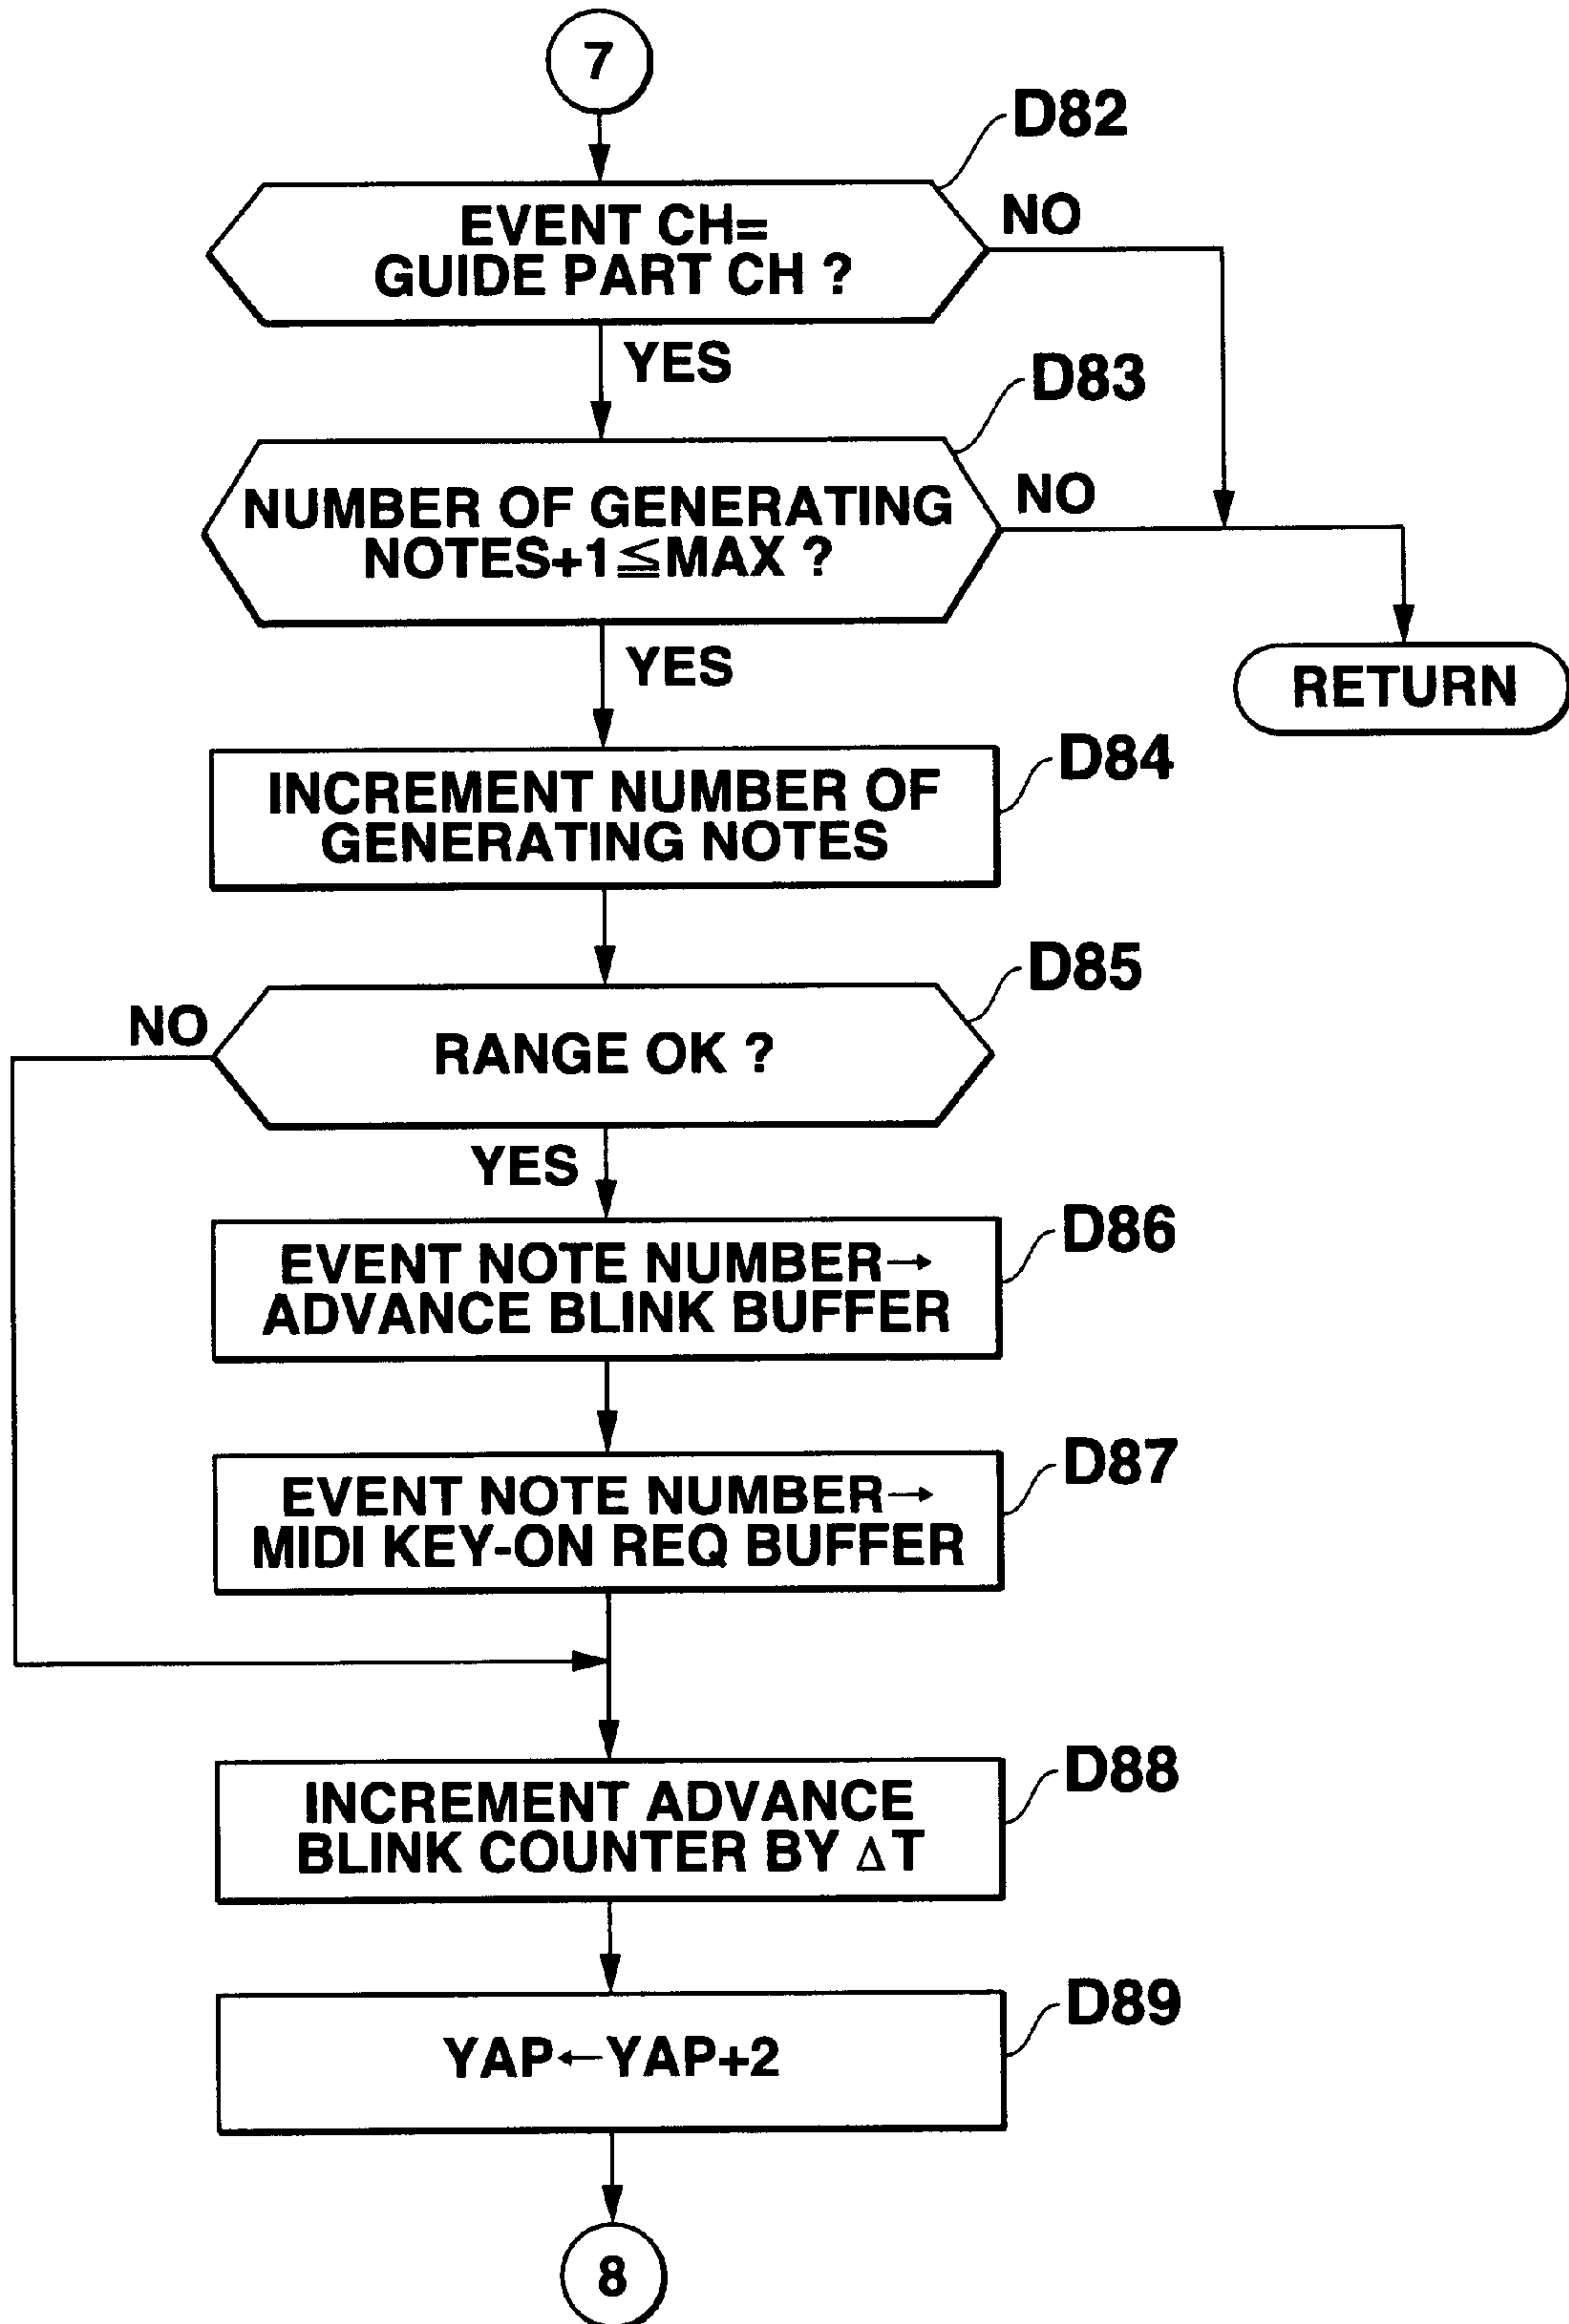 7
D82
EVENT CH=
GUIDE PART CH ?
NO
YES
D83
NUMBER OF GENERATING
NOTES+1≦MAX ?
NO
YES
RETURN
D84
INCREMENT NUMBER OF
GENERATING NOTES
D85
NO
RANGE OK ?
YES
D86
EVENT NOTE NUMBER→
ADVANCE BLINK BUFFER
D87
EVENT NOTE NUMBER→
MIDI KEY-ON REQ BUFFER
D88
INCREMENT ADVANCE
BLINK COUNTER BY ΔT
D89
YAP←YAP+2
8